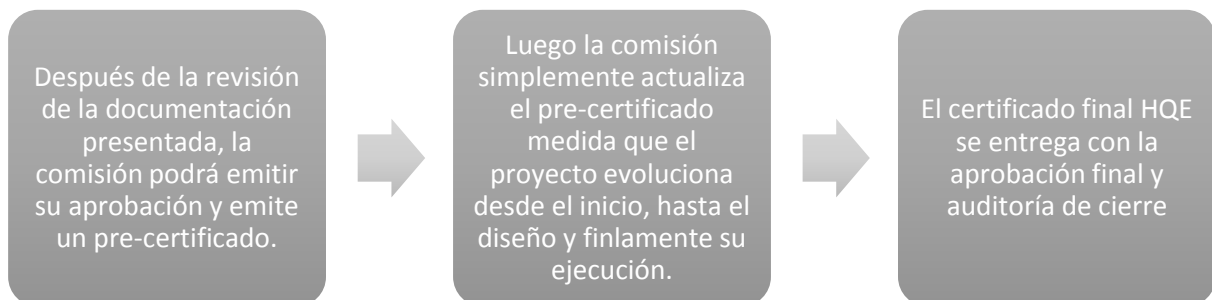 Después de la revisión
de la documentación
presentada, la
comisión podrá emitir
su aprobación y emite
un pre-certificado.
Luego la comisión
simplemente actualiza
el pre-certificado
medida que el
proyecto evoluciona
desde el inicio, hasta el
diseño y finlamente su
ejecución.
El certificado final HQE
se entrega con la
aprobación final y
auditoría de cierre